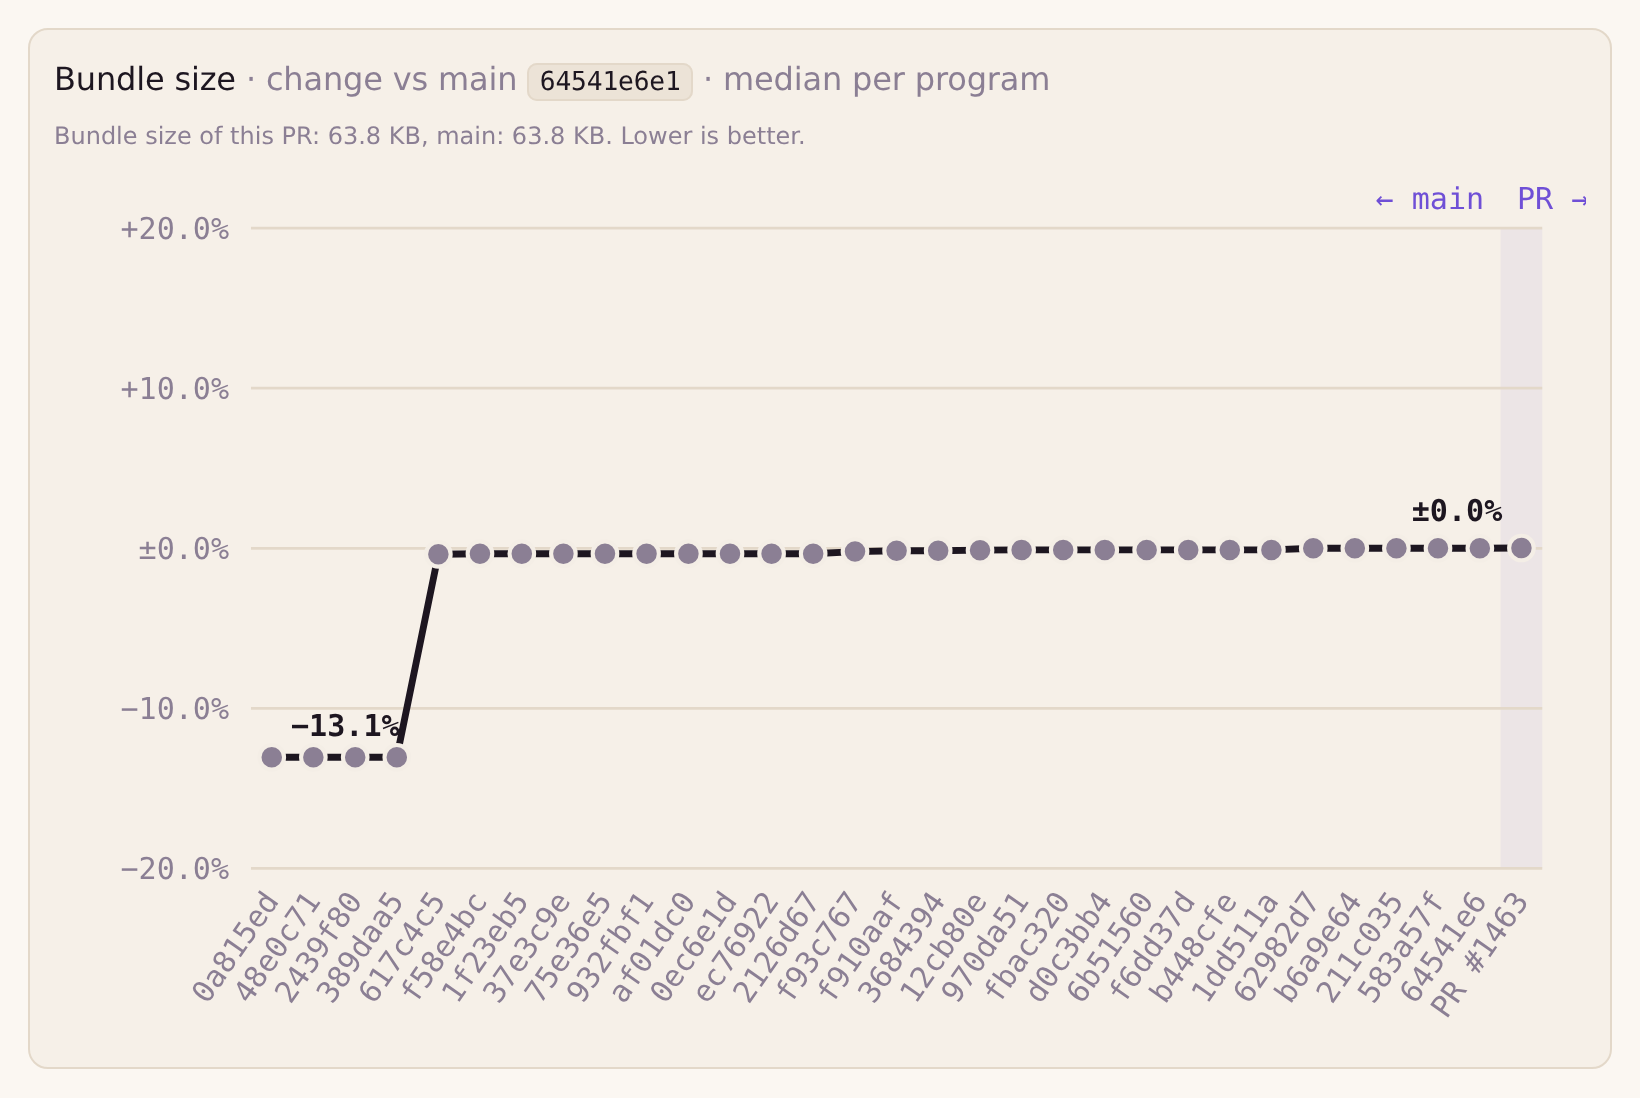 Bundle size · change vs main 64541e6e1 · median per program
Bundle size of this PR: 63.8 KB, main: 63.8 KB. Lower is better.
← main PR →
+20.0%
+10.0%
±0.0%
±0.0%
−10.0%
−13.1%
−20.0%
0a815ed
48e0c71
2439f80
389daa5
617c4c5
f58e4bc
1f23eb5
37e3c9e
75e36e5
932fbf1
af01dc0
0ec6e1d
ec76922
2126d67
f93c767
f910aaf
3684394
12cb80e
970da51
fbac320
d0c3bb4
6b51560
f6dd37d
b448cfe
1dd511a
62982d7
b6a9e64
211c035
583a57f
64541e6
PR #1463